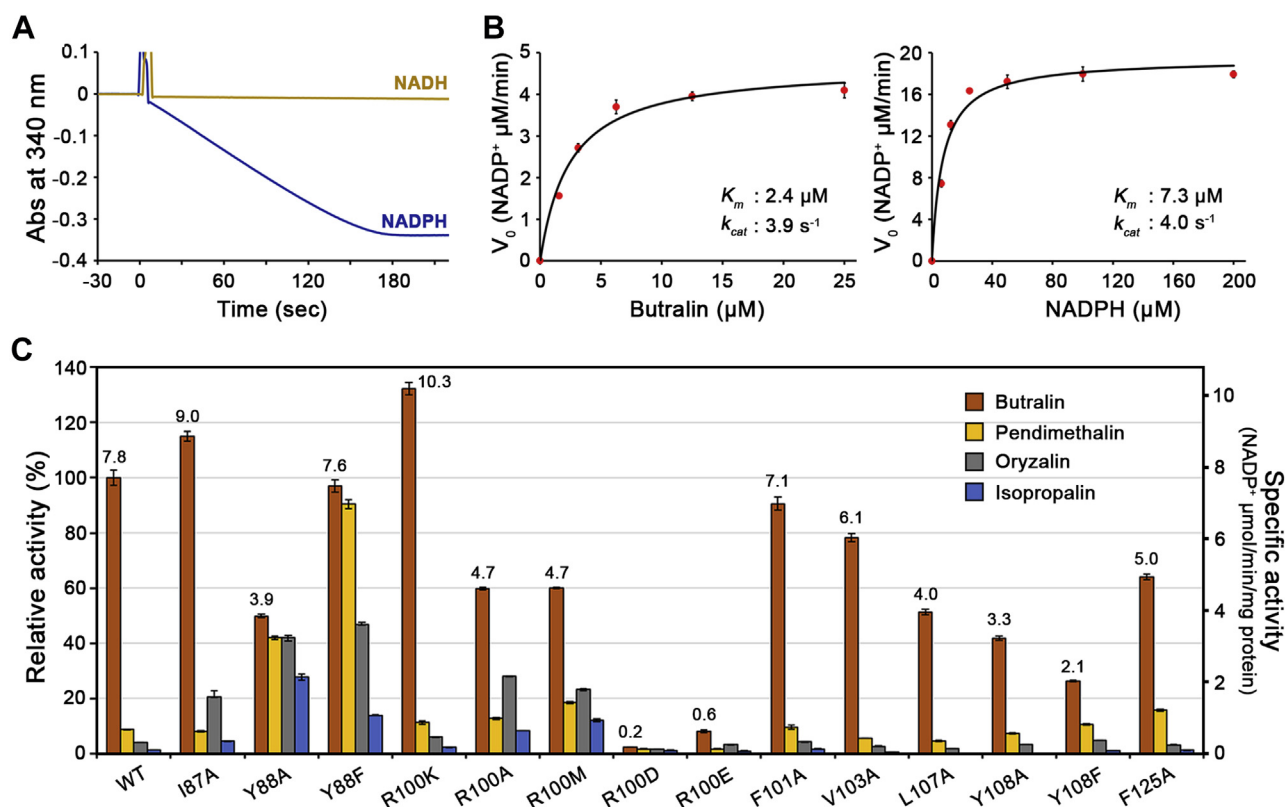 A
Abs at 340 nm
0.1
0
-0.1
-0.2
-0.3
-0.4
NADH
NADPH
-30 0 60 120 180
Time (sec)
B
V0 (NADP+ µM/min)
5
4
3
2
1
0
Km : 2.4 µM
kcat : 3.9 s-1
0 5 10 15 20 25
Butralin (µM)
V0 (NADP+ µM/min)
20
16
12
8
4
0
Km : 7.3 µM
kcat : 4.0 s-1
0 40 80 120 160 200
NADPH (µM)
C
Relative activity (%)
140
120
100
80
60
40
20
0
7.8
9.0
3.9
7.6
10.3
4.7
4.7
0.2
0.6
7.1
6.1
4.0
3.3
2.1
5.0
Butralin
Pendimethalin
Oryzalin
Isopropalin
10
8
6
4
2
0
Specific activity
(NADP+ µmol/min/mg protein)
WT I87A Y88A Y88F R100K R100A R100M R100D R100E F101A V103A L107A Y108A Y108F F125A